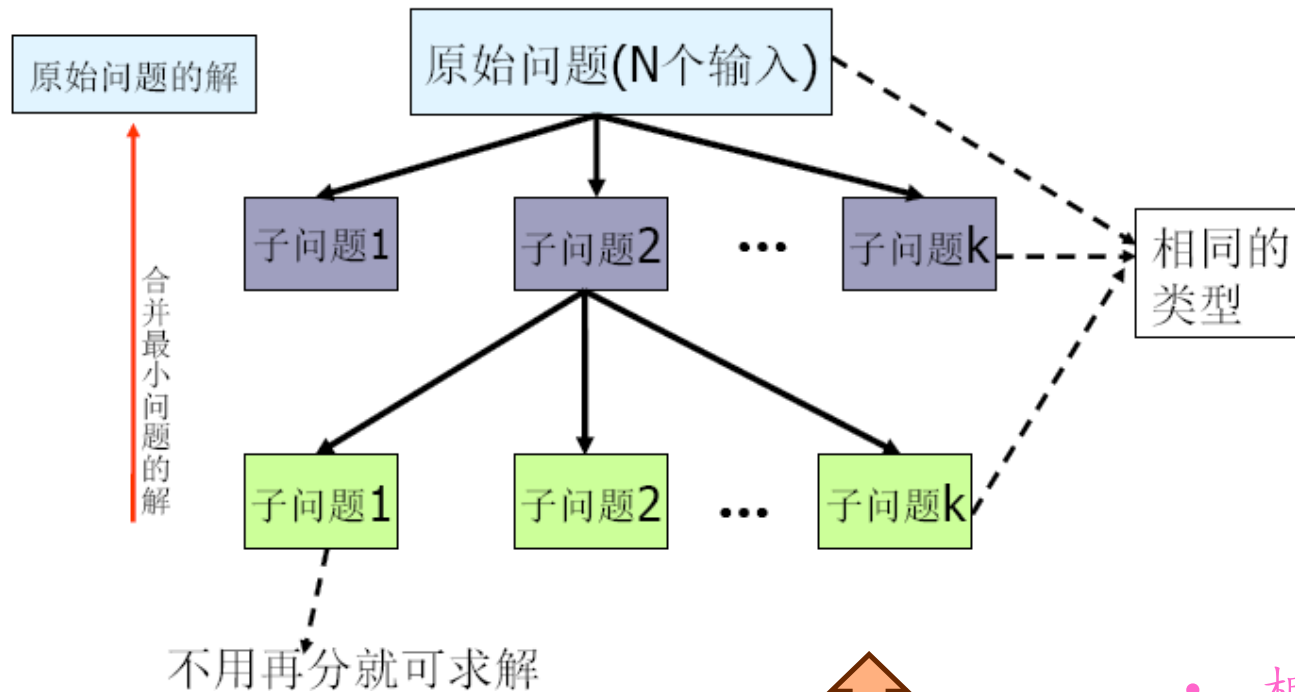 原始问题的解
原始问题(N个输入)
子问题1
子问题2
...
子问题k
相同的
类型
合并最小问题的解
子问题1
子问题2
...
子问题k
不用再分就可求解